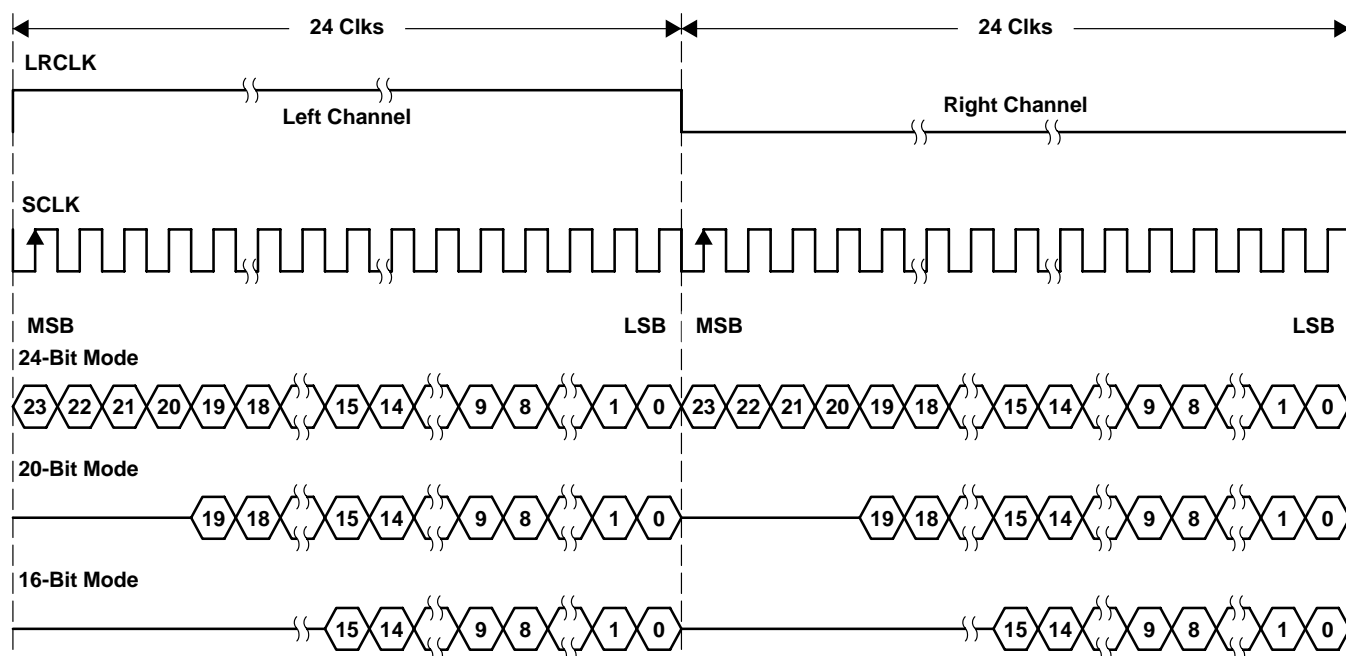 24 Clks 24 Clks
LRCLK
Left Channel Right Channel
SCLK
MSB LSB MSB LSB
24-Bit Mode
23 22 21 20 19 18 15 14 9 8 1 0 23 22 21 20 19 18 15 14 9 8 1 0
20-Bit Mode
19 18 15 14 9 8 1 0 19 18 15 14 9 8 1 0
16-Bit Mode
15 14 9 8 1 0 15 14 9 8 1 0